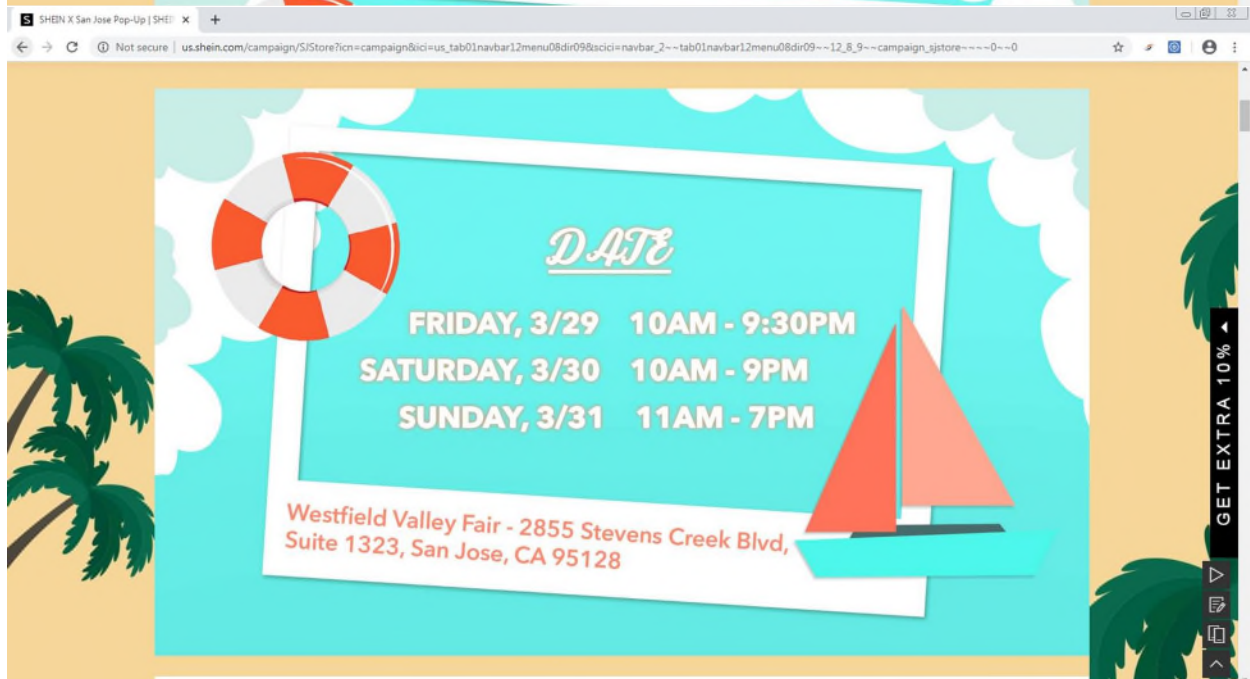 SHEIN X San Jose Pop-Up | SHEI
Not secure | us.shein.com/campaign/SJStore?icn=campaign&ici=us_tab01navbar12menu08dir09&scici=navbar_2~~tab01navbar12menu08dir09~~12_8_9~~campaign_sjstore~~~~0~~0
DATE
FRIDAY, 3/29 10AM - 9:30PM
SATURDAY, 3/30 10AM - 9PM
SUNDAY, 3/31 11AM - 7PM
Westfield Valley Fair - 2855 Stevens Creek Blvd,
Suite 1323, San Jose, CA 95128
GET EXTRA 10%